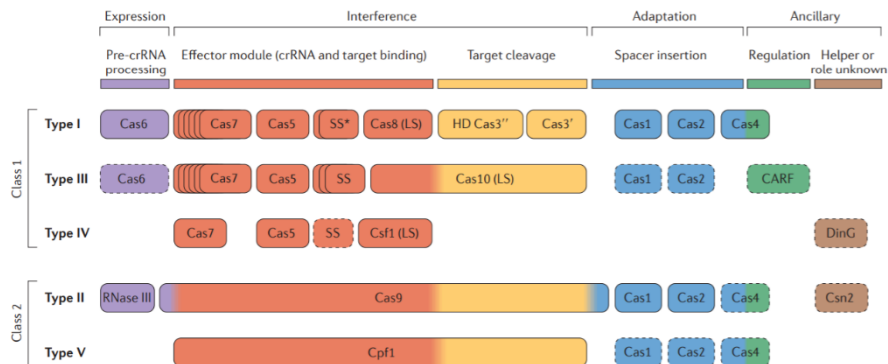 Expression Interference Adaptation Ancillary
Pre-crRNA processing Effector module (crRNA and target binding) Target cleavage Spacer insertion Regulation Helper or role unknown
Class 1
Type I Cas6 Cas7 Cas5 SS* Cas8 (LS) HD Cas3′′ Cas3′ Cas1 Cas2 Cas4
Type III Cas6 Cas7 Cas5 SS Cas10 (LS) Cas1 Cas2 CARF
Type IV Cas7 Cas5 SS Csf1 (LS) DinG
Class 2
Type II RNase III Cas9 Cas1 Cas2 Cas4 Csn2
Type V Cpf1 Cas1 Cas2 Cas4